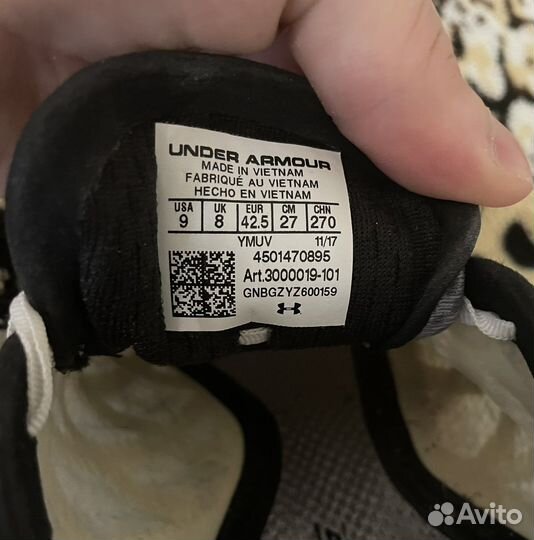 UNDER ARMOUR
MADE IN VIETNAM
FABRIQUÉ AU VIETNAM
HECHO EN VIETNAM
USA UK EUR CM CHN
9 8 42.5 27 270
YMUV 11/17
4501470895
Art.3000019-101
GNBGZYZ600159
Avito